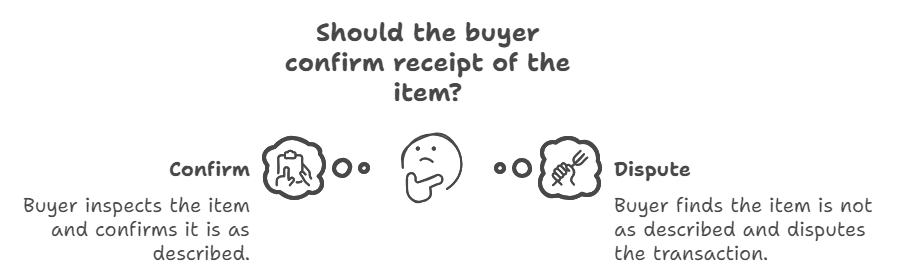 Should the buyer
confirm receipt of the
item?
Confirm
Buyer inspects the item
and confirms it is as
described.
Dispute
Buyer finds the item is not
as described and disputes
the transaction.